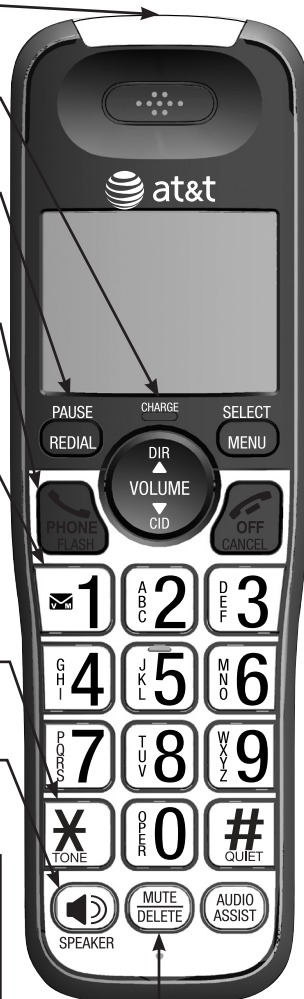 at&t
PAUSE CHARGE SELECT
REDIAL MENU
DIR
VOLUME
CID
PHONE OFF
FLASH CANCEL
VM 1 ABC 2 DEF 3
GHI 4 JKL 5 MNO 6
PQRS 7 TUV 8 WXYZ 9
* OPER 0 #
TONE QUIET
MUTE AUDIO
DELETE ASSIST
SPEAKER